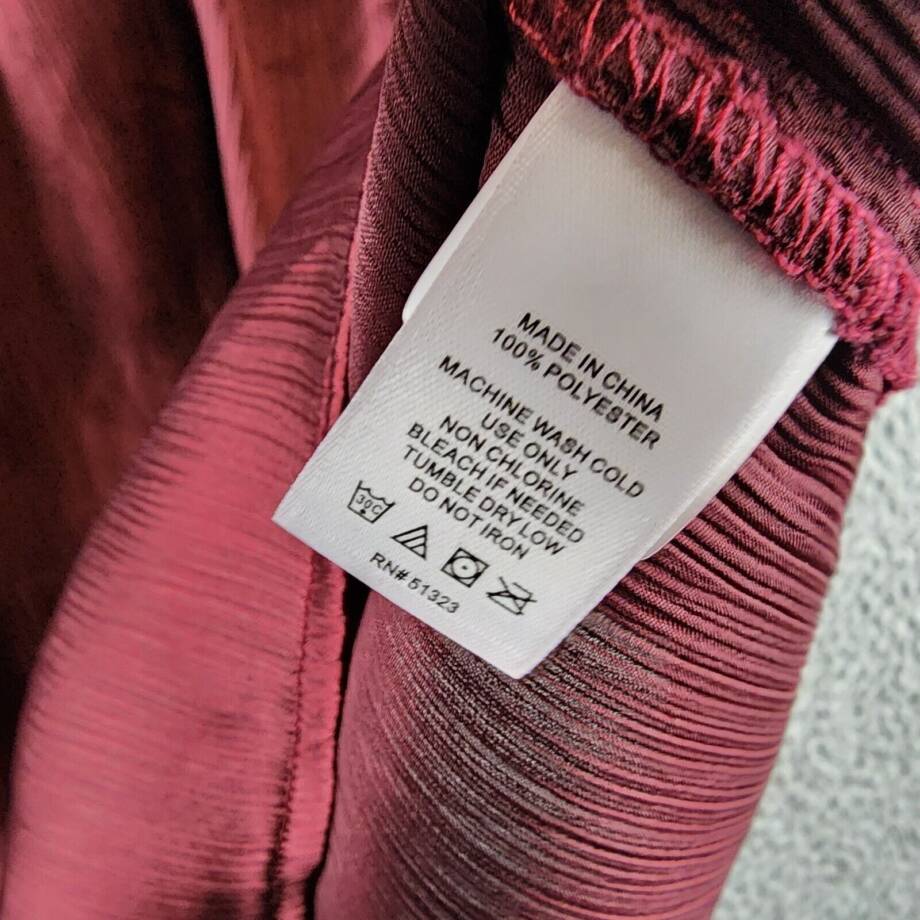 MADE IN CHINA
100% POLYESTER
MACHINE WASH COLD
USE ONLY
NON CHLORINE
BLEACH IF NEEDED
TUMBLE DRY LOW
DO NOT IRON
30C
RN# 51323